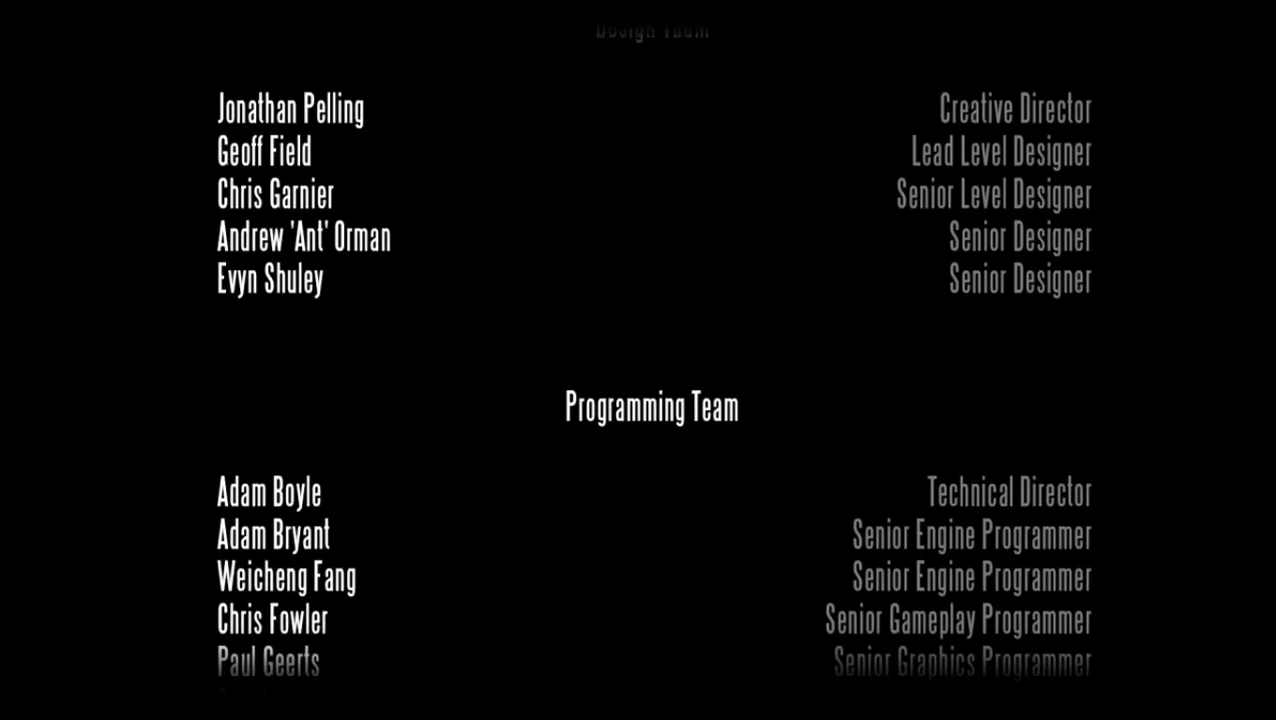 Design Team
Jonathan Pelling Creative Director
Geoff Field Lead Level Designer
Chris Garnier Senior Level Designer
Andrew 'Ant' Orman Senior Designer
Evyn Shuley Senior Designer
Programming Team
Adam Boyle Technical Director
Adam Bryant Senior Engine Programmer
Weicheng Fang Senior Engine Programmer
Chris Fowler Senior Gameplay Programmer
Paul Geerts Senior Graphics Programmer